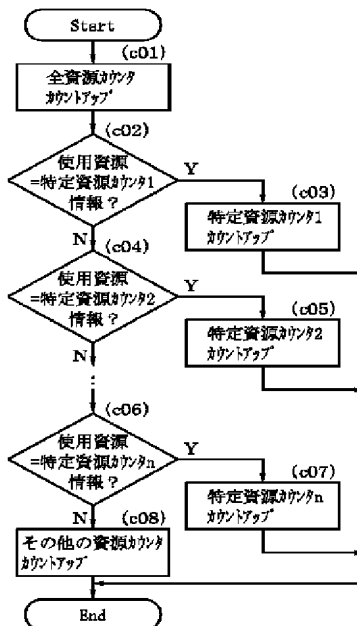 Start
(c01)
全資源カウンタ
カウントアップ
(c02)
使用資源
=特定資源カウンタ1
情報?
Y
N
(c03)
特定資源カウンタ1
カウントアップ
(c04)
使用資源
=特定資源カウンタ2
情報?
Y
N
(c05)
特定資源カウンタ2
カウントアップ
(c06)
使用資源
=特定資源カウンタn
情報?
Y
N
(c07)
特定資源カウンタn
カウントアップ
(c08)
その他の資源カウンタ
カウントアップ
End